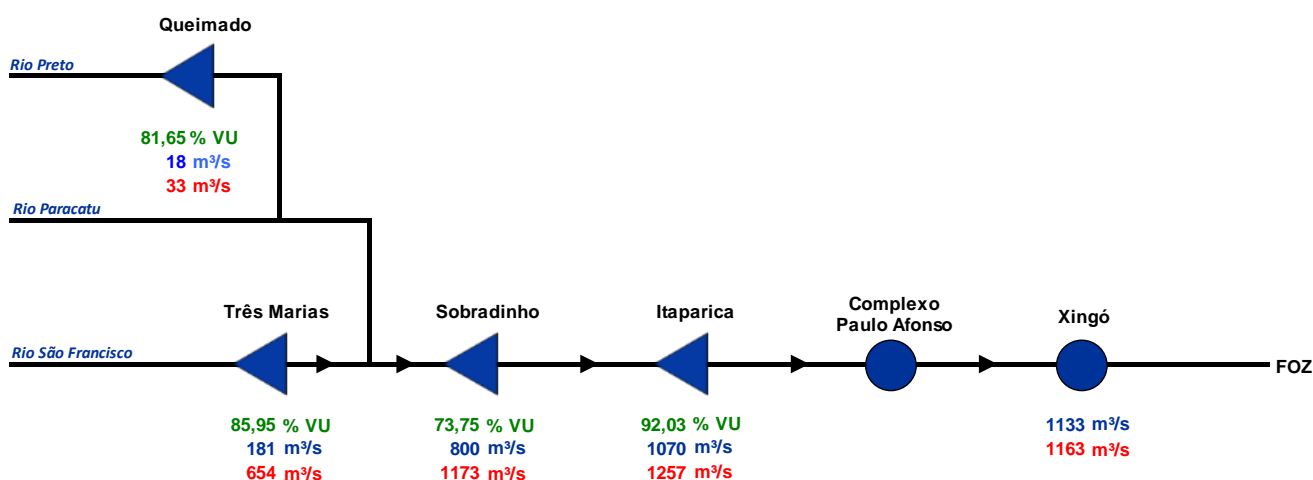 Queimado
Rio Preto
81,65 % VU
18 m³/s
33 m³/s
Rio Paracatu
Três Marias
Sobradinho
Itaparica
Complexo
Paulo Afonso
Xingó
Rio São Francisco
FOZ
85,95 % VU
181 m³/s
654 m³/s
73,75 % VU
800 m³/s
1173 m³/s
92,03 % VU
1070 m³/s
1257 m³/s
1133 m³/s
1163 m³/s